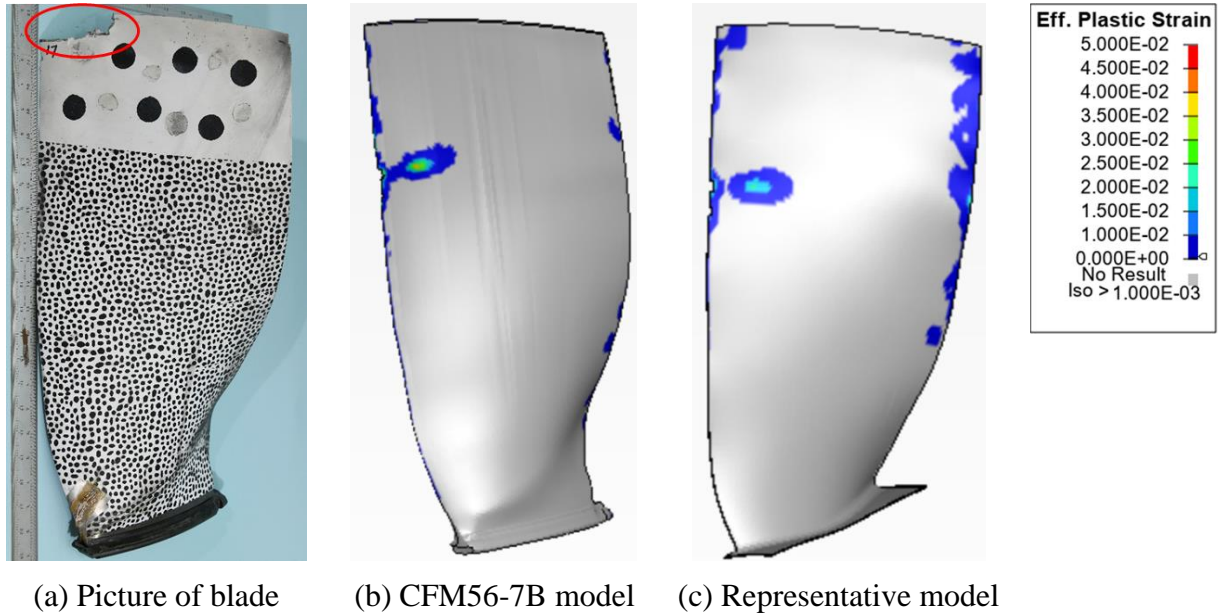 17
Eff. Plastic Strain
5.000E-02
4.500E-02
4.000E-02
3.500E-02
3.000E-02
2.500E-02
2.000E-02
1.500E-02
1.000E-02
0.000E+00
No Result
Iso > 1.000E-03
(a) Picture of blade
(b) CFM56-7B model
(c) Representative model